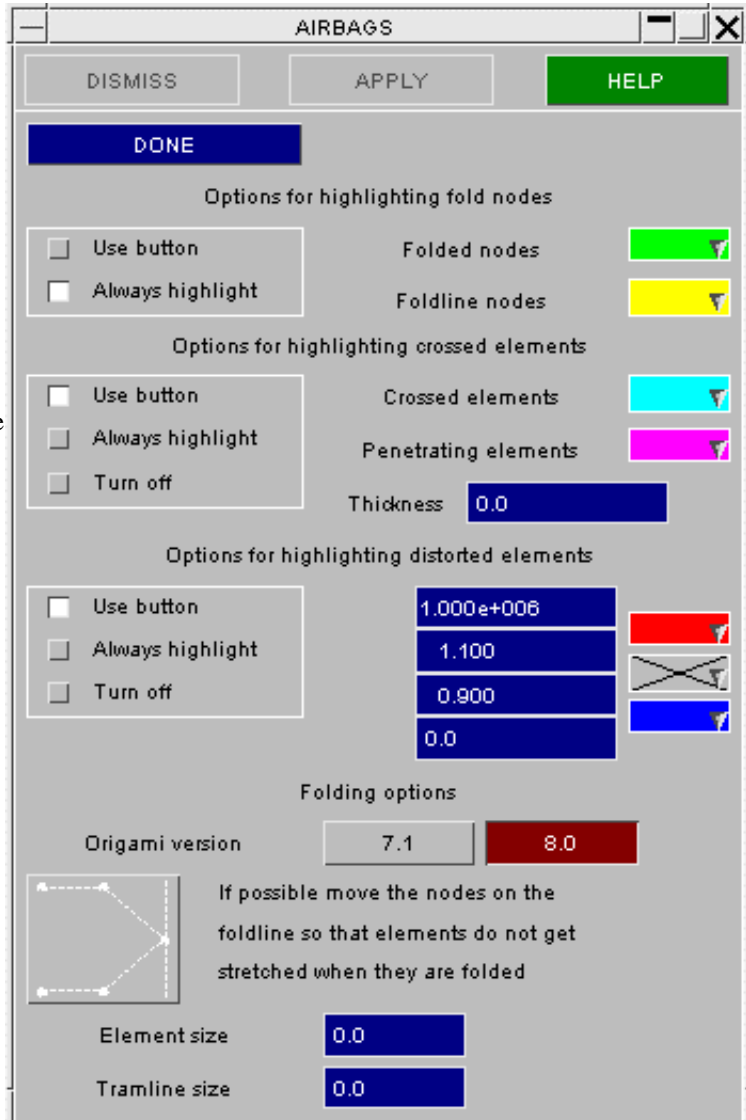 AIRBAGS
DISMISS APPLY HELP
DONE
Options for highlighting fold nodes
Use button Folded nodes
Always highlight Foldline nodes
Options for highlighting crossed elements
Use button Crossed elements
e
Always highlight Penetrating elements
Turn off
Thickness 0.0
Options for highlighting distorted elements
Use button 1.000e+006
Always highlight 1.100
Turn off 0.900
0.0
Folding options
Origami version 7.1 8.0
If possible move the nodes on the
foldline so that elements do not get
stretched when they are folded
Element size 0.0
Tramline size 0.0